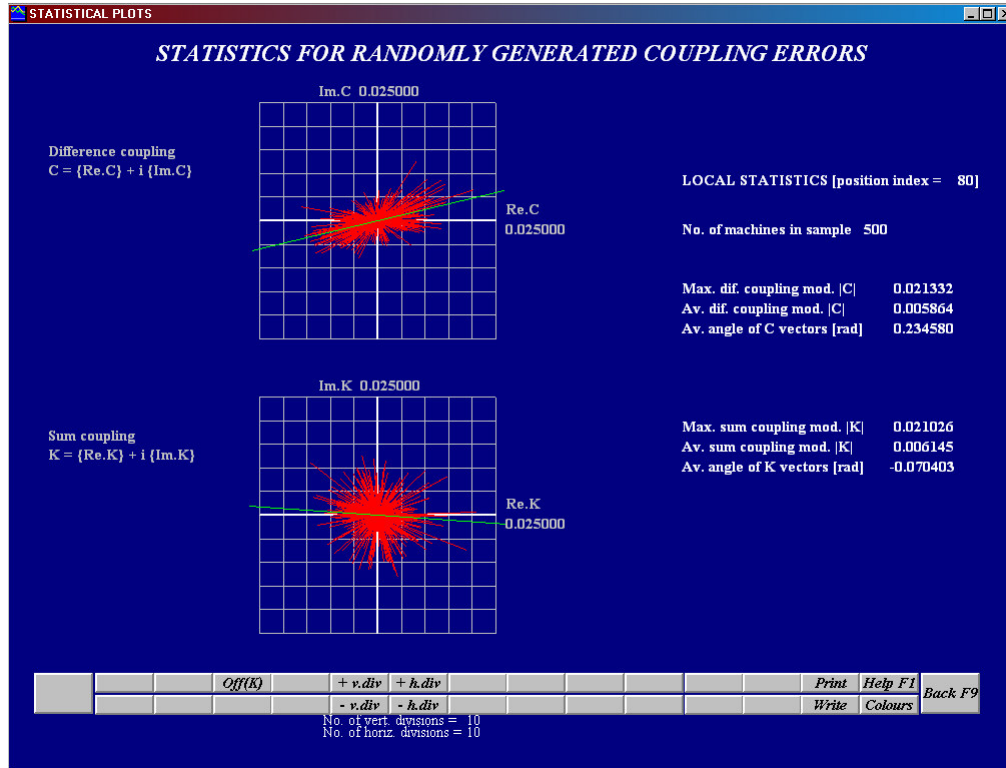 STATISTICAL PLOTS
STATISTICS FOR RANDOMLY GENERATED COUPLING ERRORS
Im.C 0.025000
Difference coupling
C = {Re.C} + i {Im.C}
Re.C
0.025000
LOCAL STATISTICS [position index = 80]
No. of machines in sample 500
Max. dif. coupling mod. |C| 0.021332
Av. dif. coupling mod. |C| 0.005864
Av. angle of C vectors [rad] 0.234580
Im.K 0.025000
Sum coupling
K = {Re.K} + i {Im.K}
Re.K
0.025000
Max. sum coupling mod. |K| 0.021026
Av. sum coupling mod. |K| 0.006145
Av. angle of K vectors [rad] -0.070403
Off(K) + v.div + h.div Print Help F1
Back F9
- v.div - h.div Write Colours
No. of vert. divisions = 10
No. of horiz. divisions = 10